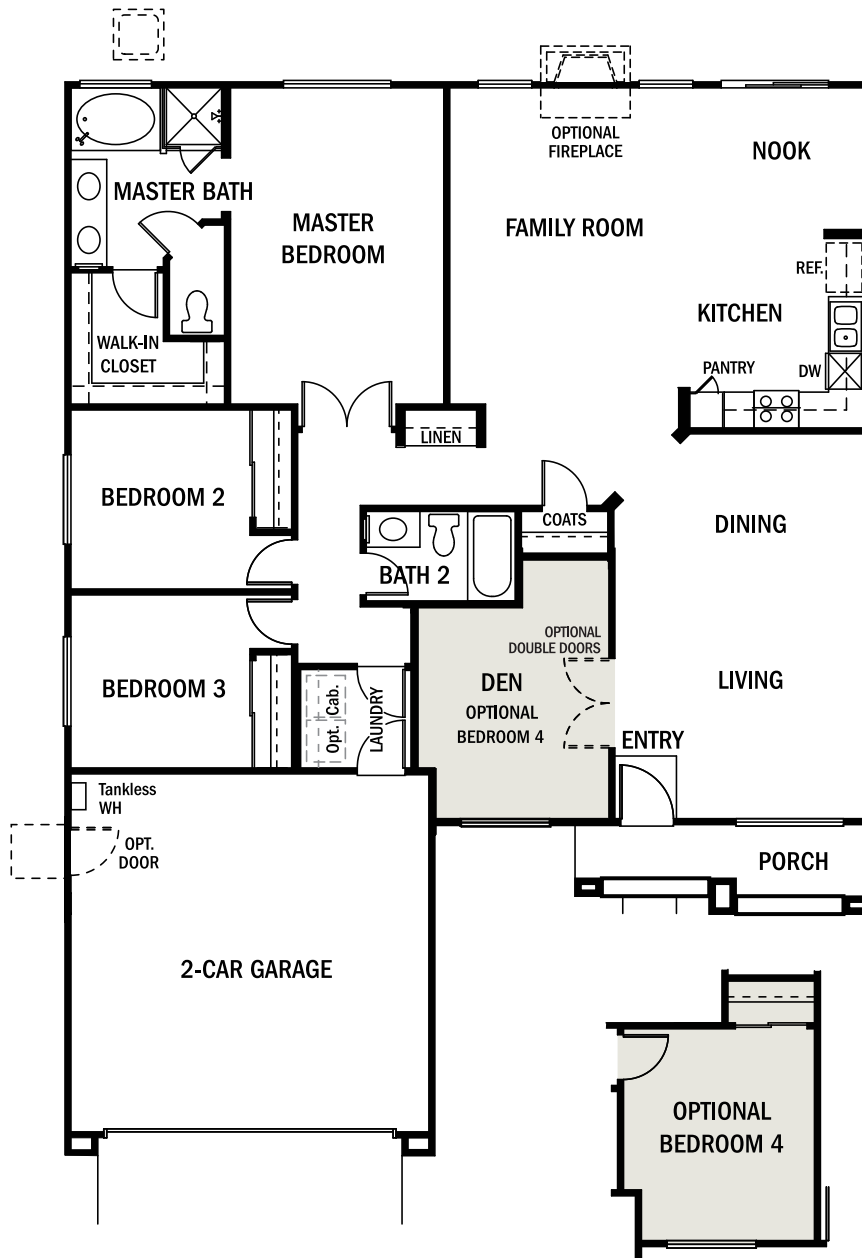 OPTIONAL
FIREPLACE
NOOK
MASTER BATH
MASTER
BEDROOM
FAMILY ROOM
REF.
KITCHEN
WALK-IN
CLOSET
PANTRY
DW
LINEN
BEDROOM 2
COATS
DINING
BATH 2
OPTIONAL
DOUBLE DOORS
BEDROOM 3
Opt. Cab.
LAUNDRY
DEN
OPTIONAL
BEDROOM 4
LIVING
ENTRY
Tankless
WH
OPT.
DOOR
PORCH
2-CAR GARAGE
OPTIONAL
BEDROOM 4